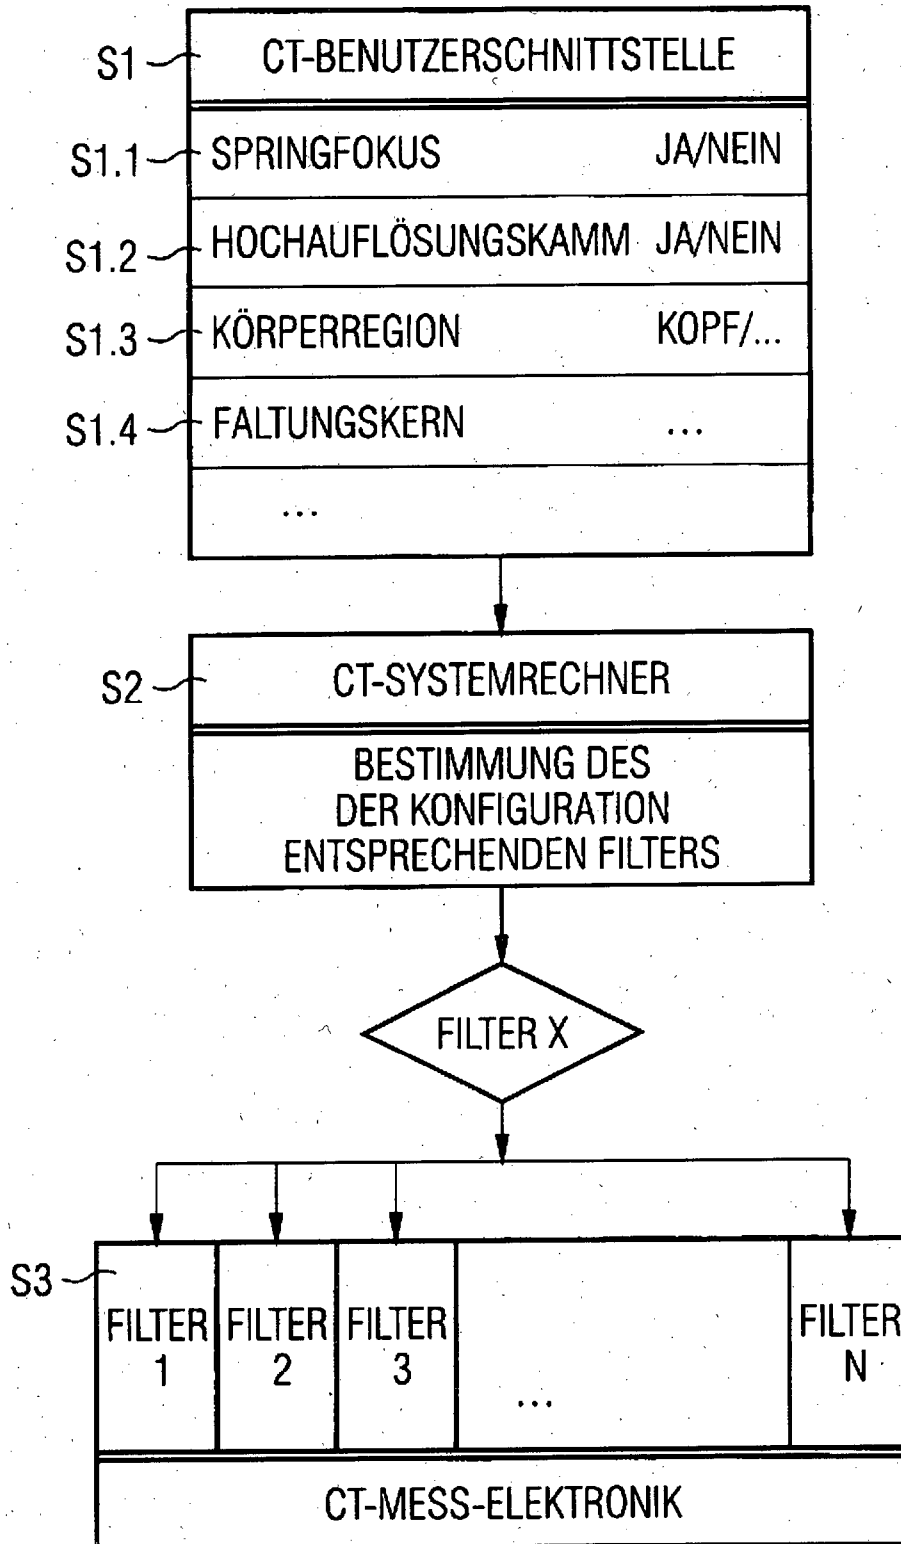 S1 CT-BENUTZERSCHNITTSTELLE
S1.1 SPRINGFOKUS JA/NEIN
S1.2 HOCHAUFLÖSUNGSKAMM JA/NEIN
S1.3 KÖRPERREGION KOPF/...
S1.4 FALTUNGSKERN ...
...
S2 CT-SYSTEMRECHNER
BESTIMMUNG DES
DER KONFIGURATION
ENTSPRECHENDEN FILTERS
FILTER X
S3
FILTER FILTER FILTER FILTER
1 2 3 ... N
CT-MESS-ELEKTRONIK